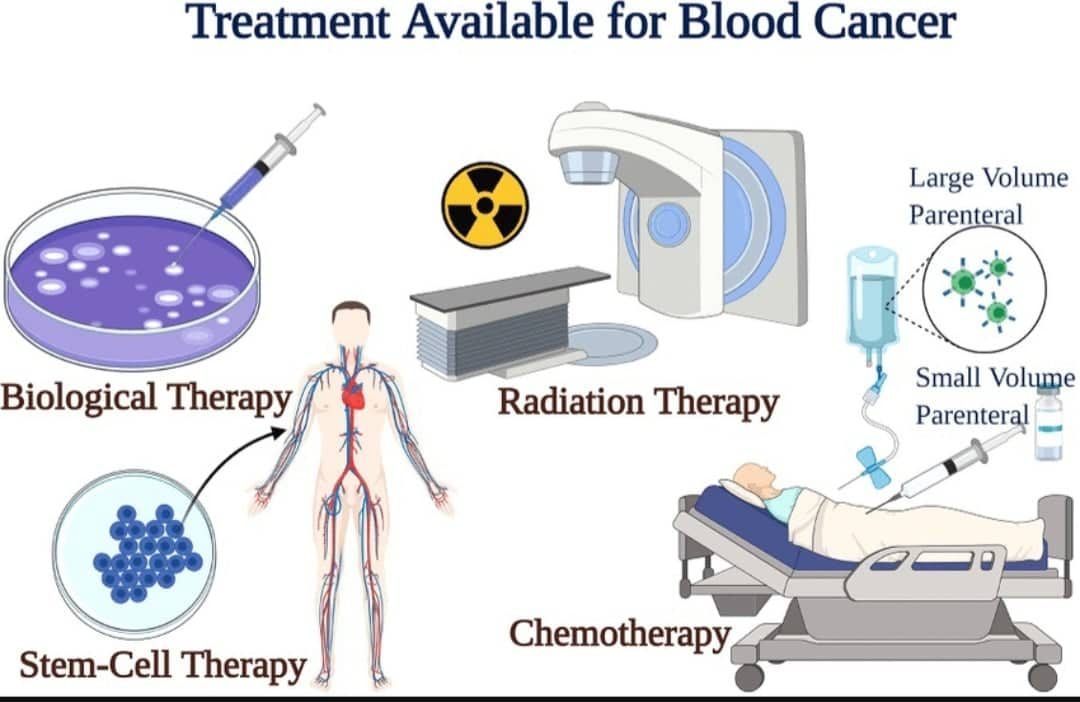 Treatment Available for Blood Cancer
Large Volume
Parenteral
Biological Therapy
Radiation Therapy
Small Volume
Parenteral
Stem-Cell Therapy
Chemotherapy